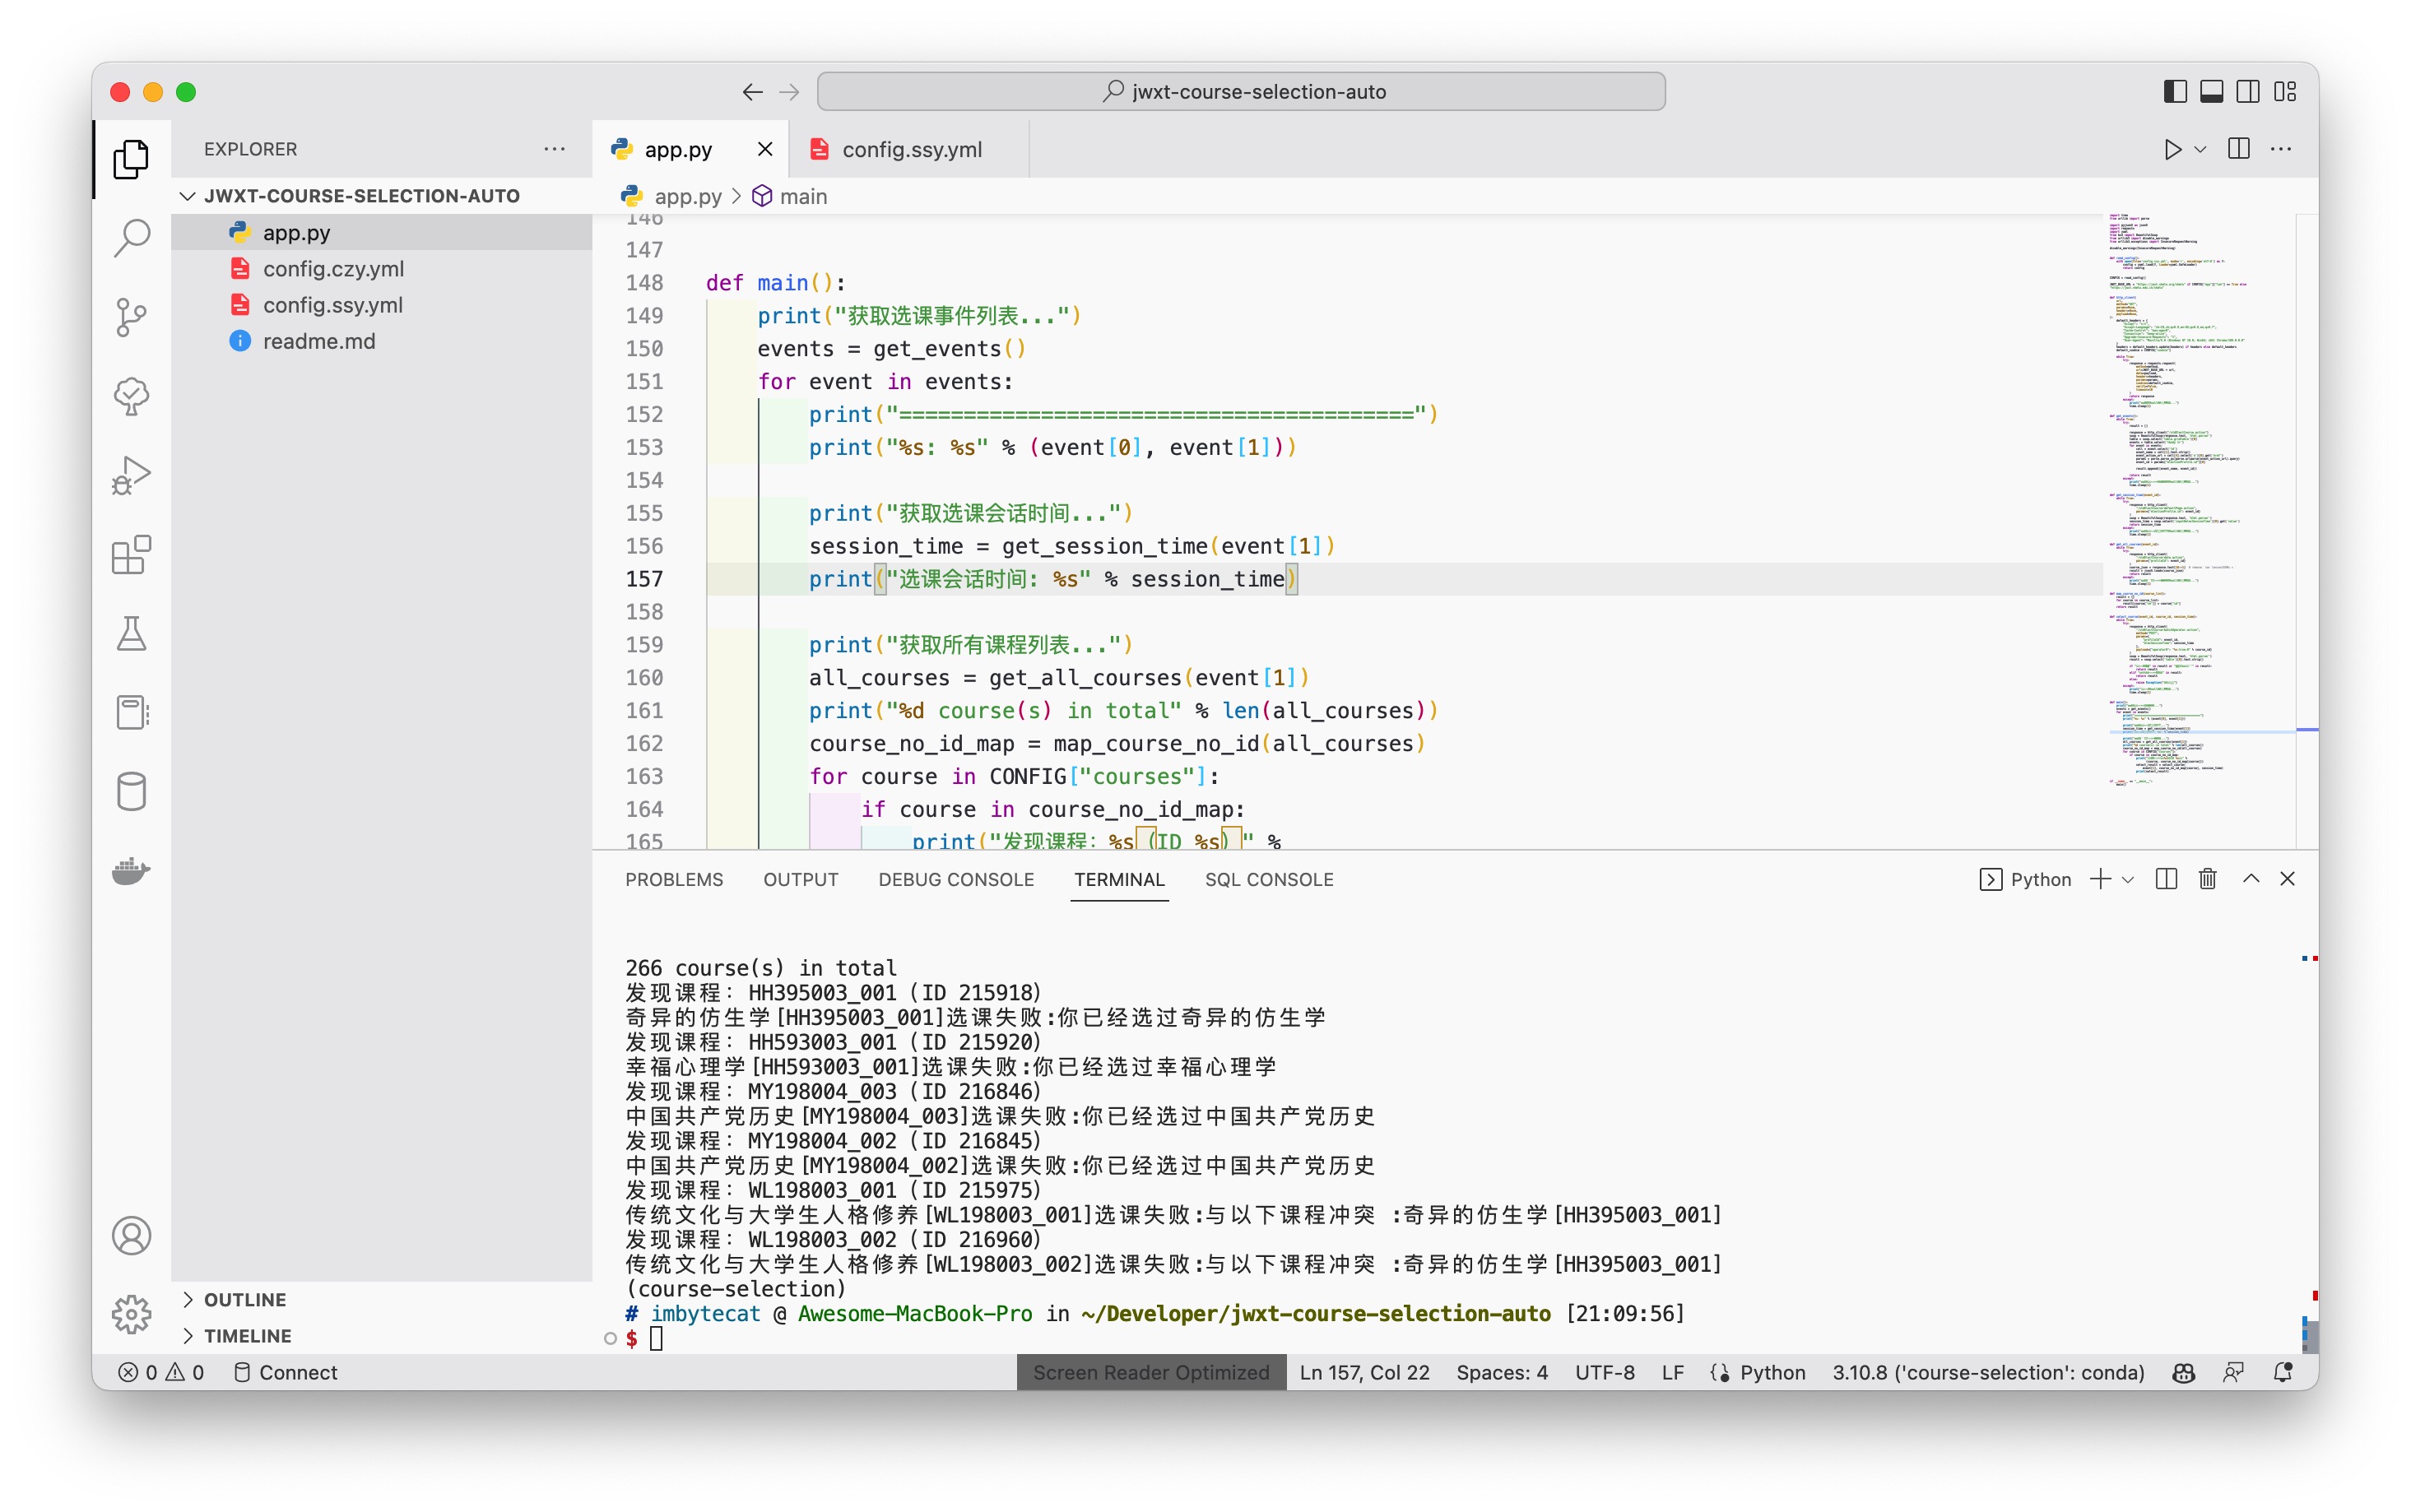 jwxt-course-selection-auto
EXPLORER
app.py
config.ssy.yml
JWXT-COURSE-SELECTION-AUTO
app.py
config.czy.yml
config.ssy.yml
readme.md
OUTLINE
TIMELINE
app.py > main
146
147
148 def main():
149 print("获取选课事件列表...")
150 events = get_events()
151 for event in events:
152 print("========================================")
153 print("%s: %s" % (event[0], event[1]))
154
155 print("获取选课会话时间...")
156 session_time = get_session_time(event[1])
157 print("选课会话时间: %s" % session_time)
158
159 print("获取所有课程列表...")
160 all_courses = get_all_courses(event[1])
161 print("%d course(s) in total" % len(all_courses))
162 course_no_id_map = map_course_no_id(all_courses)
163 for course in CONFIG["courses"]:
164 if course in course_no_id_map:
165 print("发现课程：%s（ID %s）" %
PROBLEMS OUTPUT DEBUG CONSOLE TERMINAL SQL CONSOLE
Python
266 course(s) in total
发现课程：HH395003_001（ID 215918）
奇异的仿生学[HH395003_001]选课失败:你已经选过奇异的仿生学
发现课程：HH593003_001（ID 215920）
幸福心理学[HH593003_001]选课失败:你已经选过幸福心理学
发现课程：MY198004_003（ID 216846）
中国共产党历史[MY198004_003]选课失败:你已经选过中国共产党历史
发现课程：MY198004_002（ID 216845）
中国共产党历史[MY198004_002]选课失败:你已经选过中国共产党历史
发现课程：WL198003_001（ID 215975）
传统文化与大学生人格修养[WL198003_001]选课失败:与以下课程冲突 :奇异的仿生学[HH395003_001]
发现课程：WL198003_002（ID 216960）
传统文化与大学生人格修养[WL198003_002]选课失败:与以下课程冲突 :奇异的仿生学[HH395003_001]
(course-selection)
# imbytecat @ Awesome-MacBook-Pro in ~/Developer/jwxt-course-selection-auto [21:09:56]
$
0 0 Connect Screen Reader Optimized Ln 157, Col 22 Spaces: 4 UTF-8 LF Python 3.10.8 ('course-selection': conda)